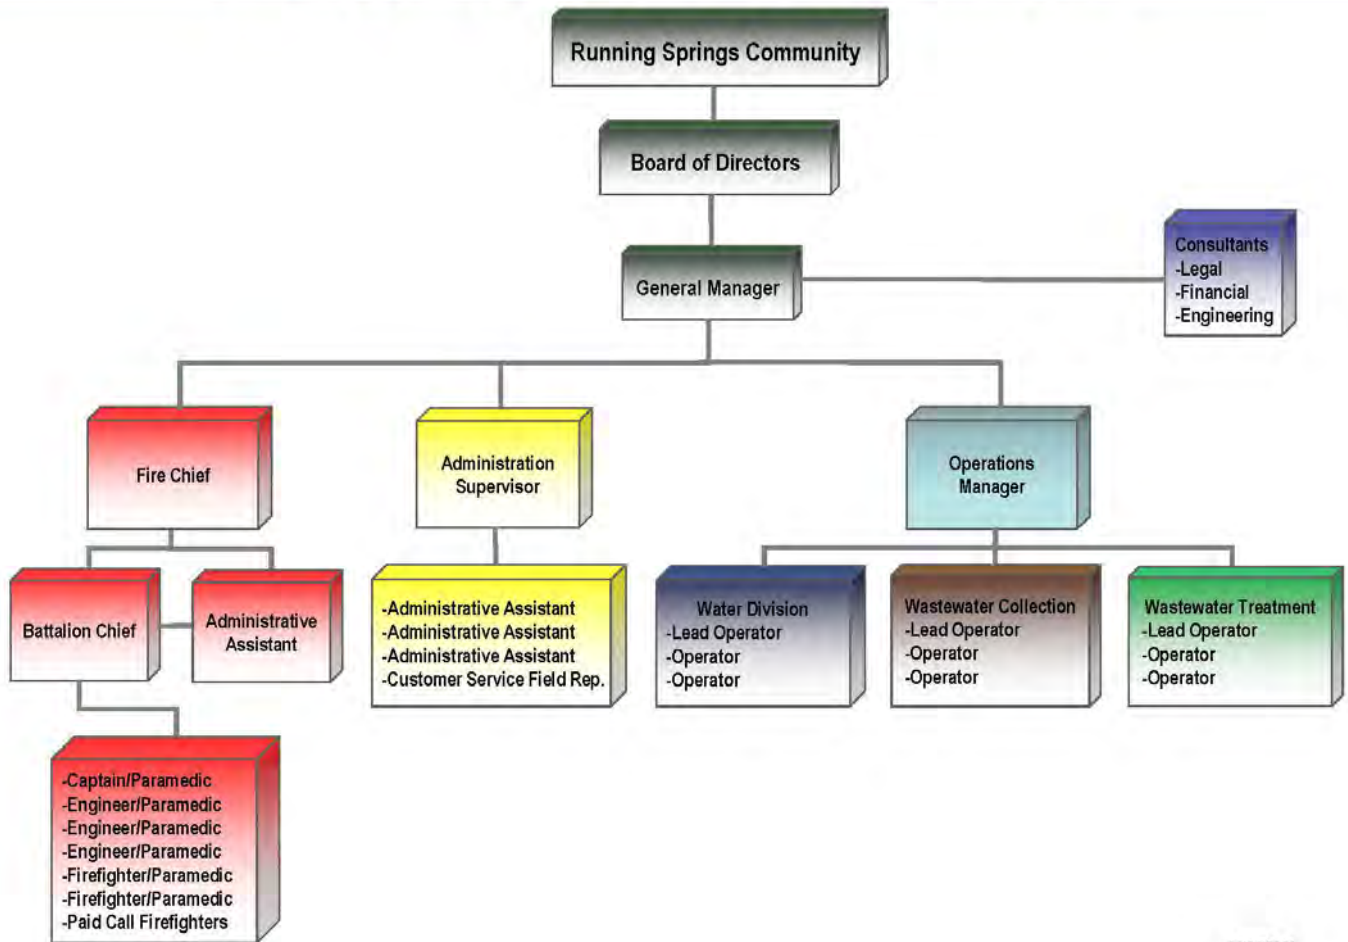 Running Springs Community
Board of Directors
General Manager
Consultants
-Legal
-Financial
-Engineering
Fire Chief
Administration
Supervisor
Operations
Manager
Battalion Chief
Administrative
Assistant
-Administrative Assistant
-Administrative Assistant
-Administrative Assistant
-Customer Service Field Rep.
Water Division
-Lead Operator
-Operator
-Operator
Wastewater Collection
-Lead Operator
-Operator
-Operator
Wastewater Treatment
-Lead Operator
-Operator
-Operator
-Captain/Paramedic
-Engineer/Paramedic
-Engineer/Paramedic
-Engineer/Paramedic
-Firefighter/Paramedic
-Firefighter/Paramedic
-Paid Call Firefighters